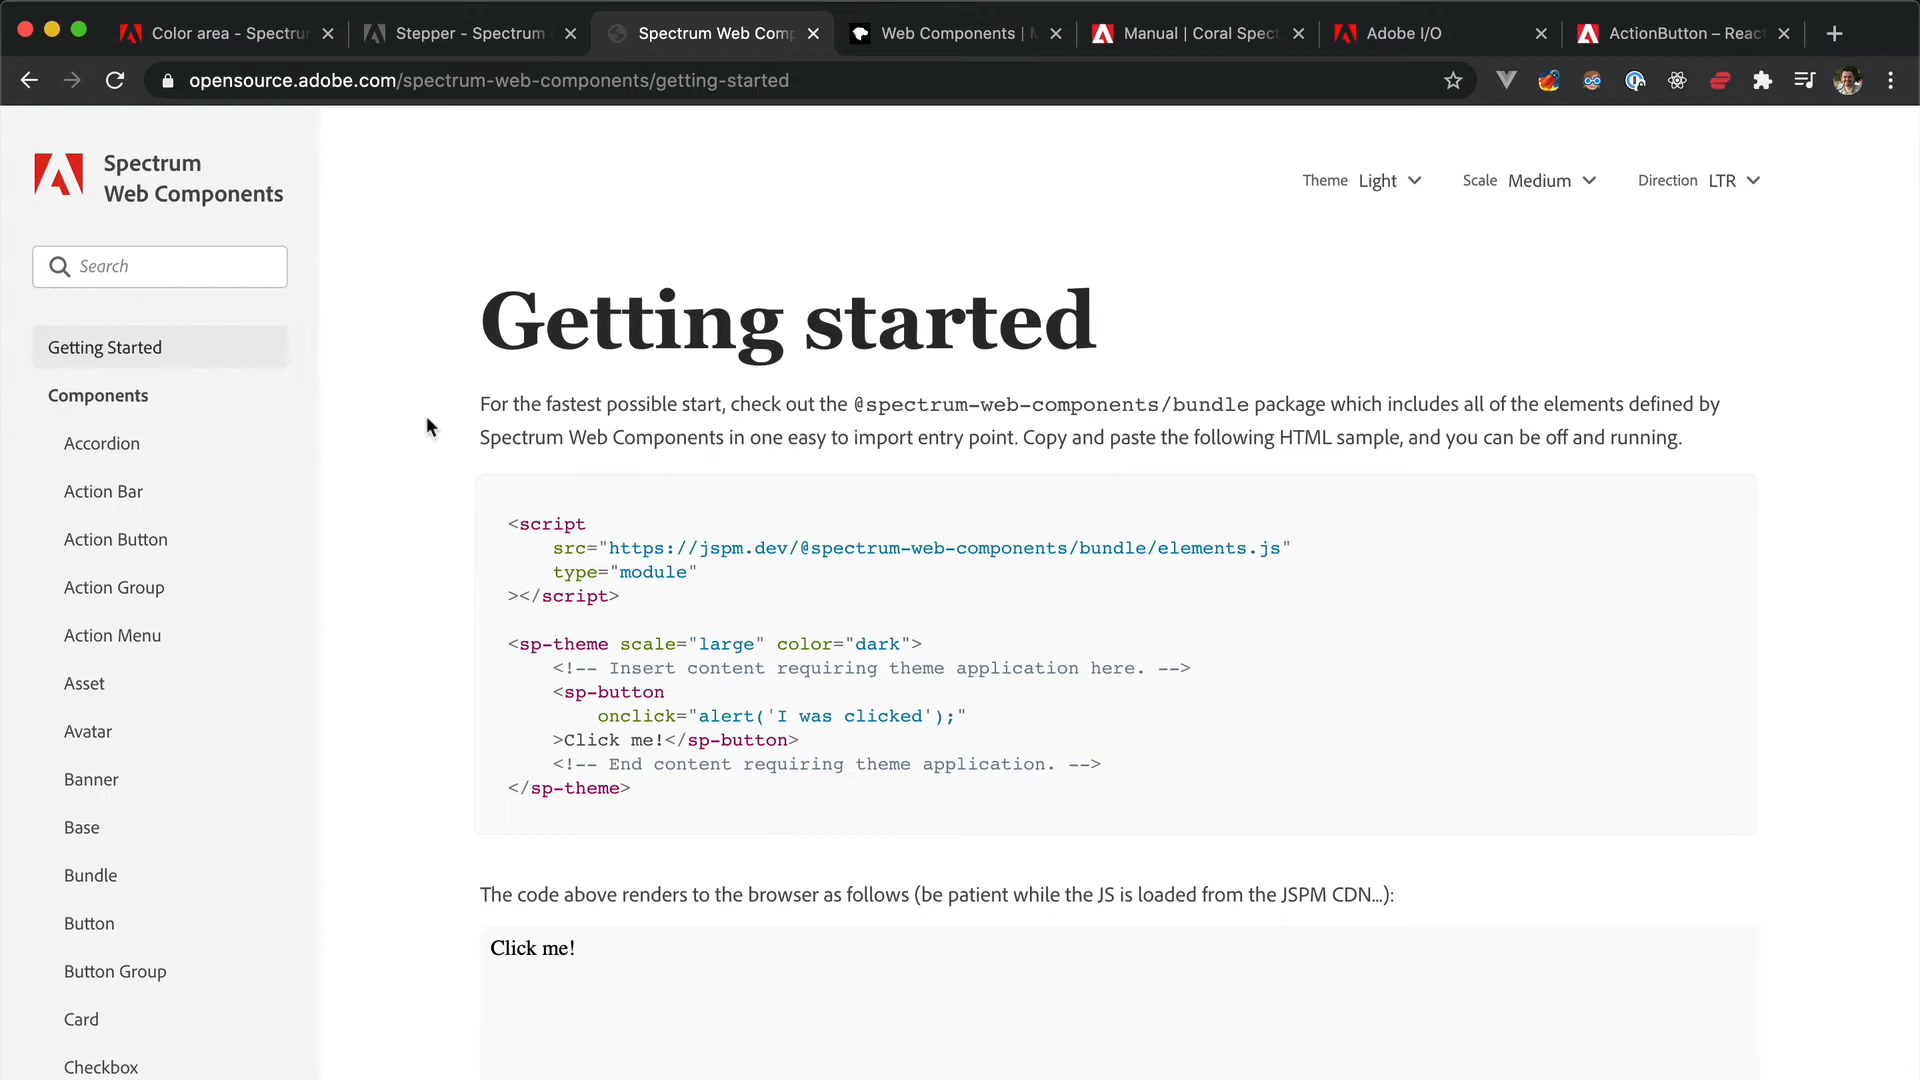 Color area - Spectru
Stepper - Spectrum
Spectrum Web Comp
Web Components |
Manual | Coral Spect
Adobe I/O
ActionButton – Reac
opensource.adobe.com/spectrum-web-components/getting-started
Spectrum
Web Components
Theme Light
Scale Medium
Direction LTR
Search
Getting Started
Components
Accordion
Action Bar
Action Button
Action Group
Action Menu
Asset
Avatar
Banner
Base
Bundle
Button
Button Group
Card
Checkbox
Getting started
For the fastest possible start, check out the @spectrum-web-components/bundle package which includes all of the elements defined by
Spectrum Web Components in one easy to import entry point. Copy and paste the following HTML sample, and you can be off and running.
<script
src="https://jspm.dev/@spectrum-web-components/bundle/elements.js"
type="module"
></script>
<sp-theme scale="large" color="dark">
<!-- Insert content requiring theme application here. -->
<sp-button
onclick="alert('I was clicked');"
>Click me!</sp-button>
<!-- End content requiring theme application. -->
</sp-theme>
The code above renders to the browser as follows (be patient while the JS is loaded from the JSPM CDN...):
Click me!